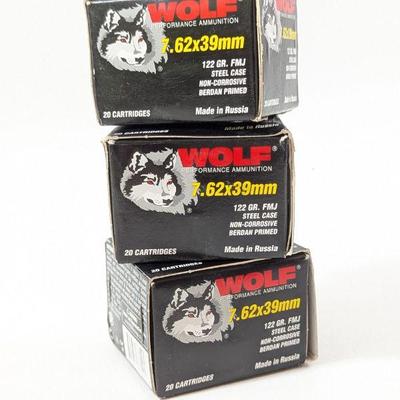 WOLF
PERFORMANCE AMMUNITION
7.62x39mm
122 GR. FMJ
STEEL CASE
NON-CORROSIVE
BERDAN PRIMED
20 CARTRIDGES
Made in Russia
WOLF
PERFORMANCE AMMUNITION
7.62x39mm
122 GR. FMJ
STEEL CASE
NON-CORROSIVE
BERDAN PRIMED
20 CARTRIDGES
Made in Russia
20 CARTRIDGES
WOLF
PERFORMANCE AMMUNITION
7.62x39mm
122 GR. FMJ
STEEL CASE
NON-CORROSIVE
BERDAN PRIMED
20 CARTRIDGES
Made in Russia